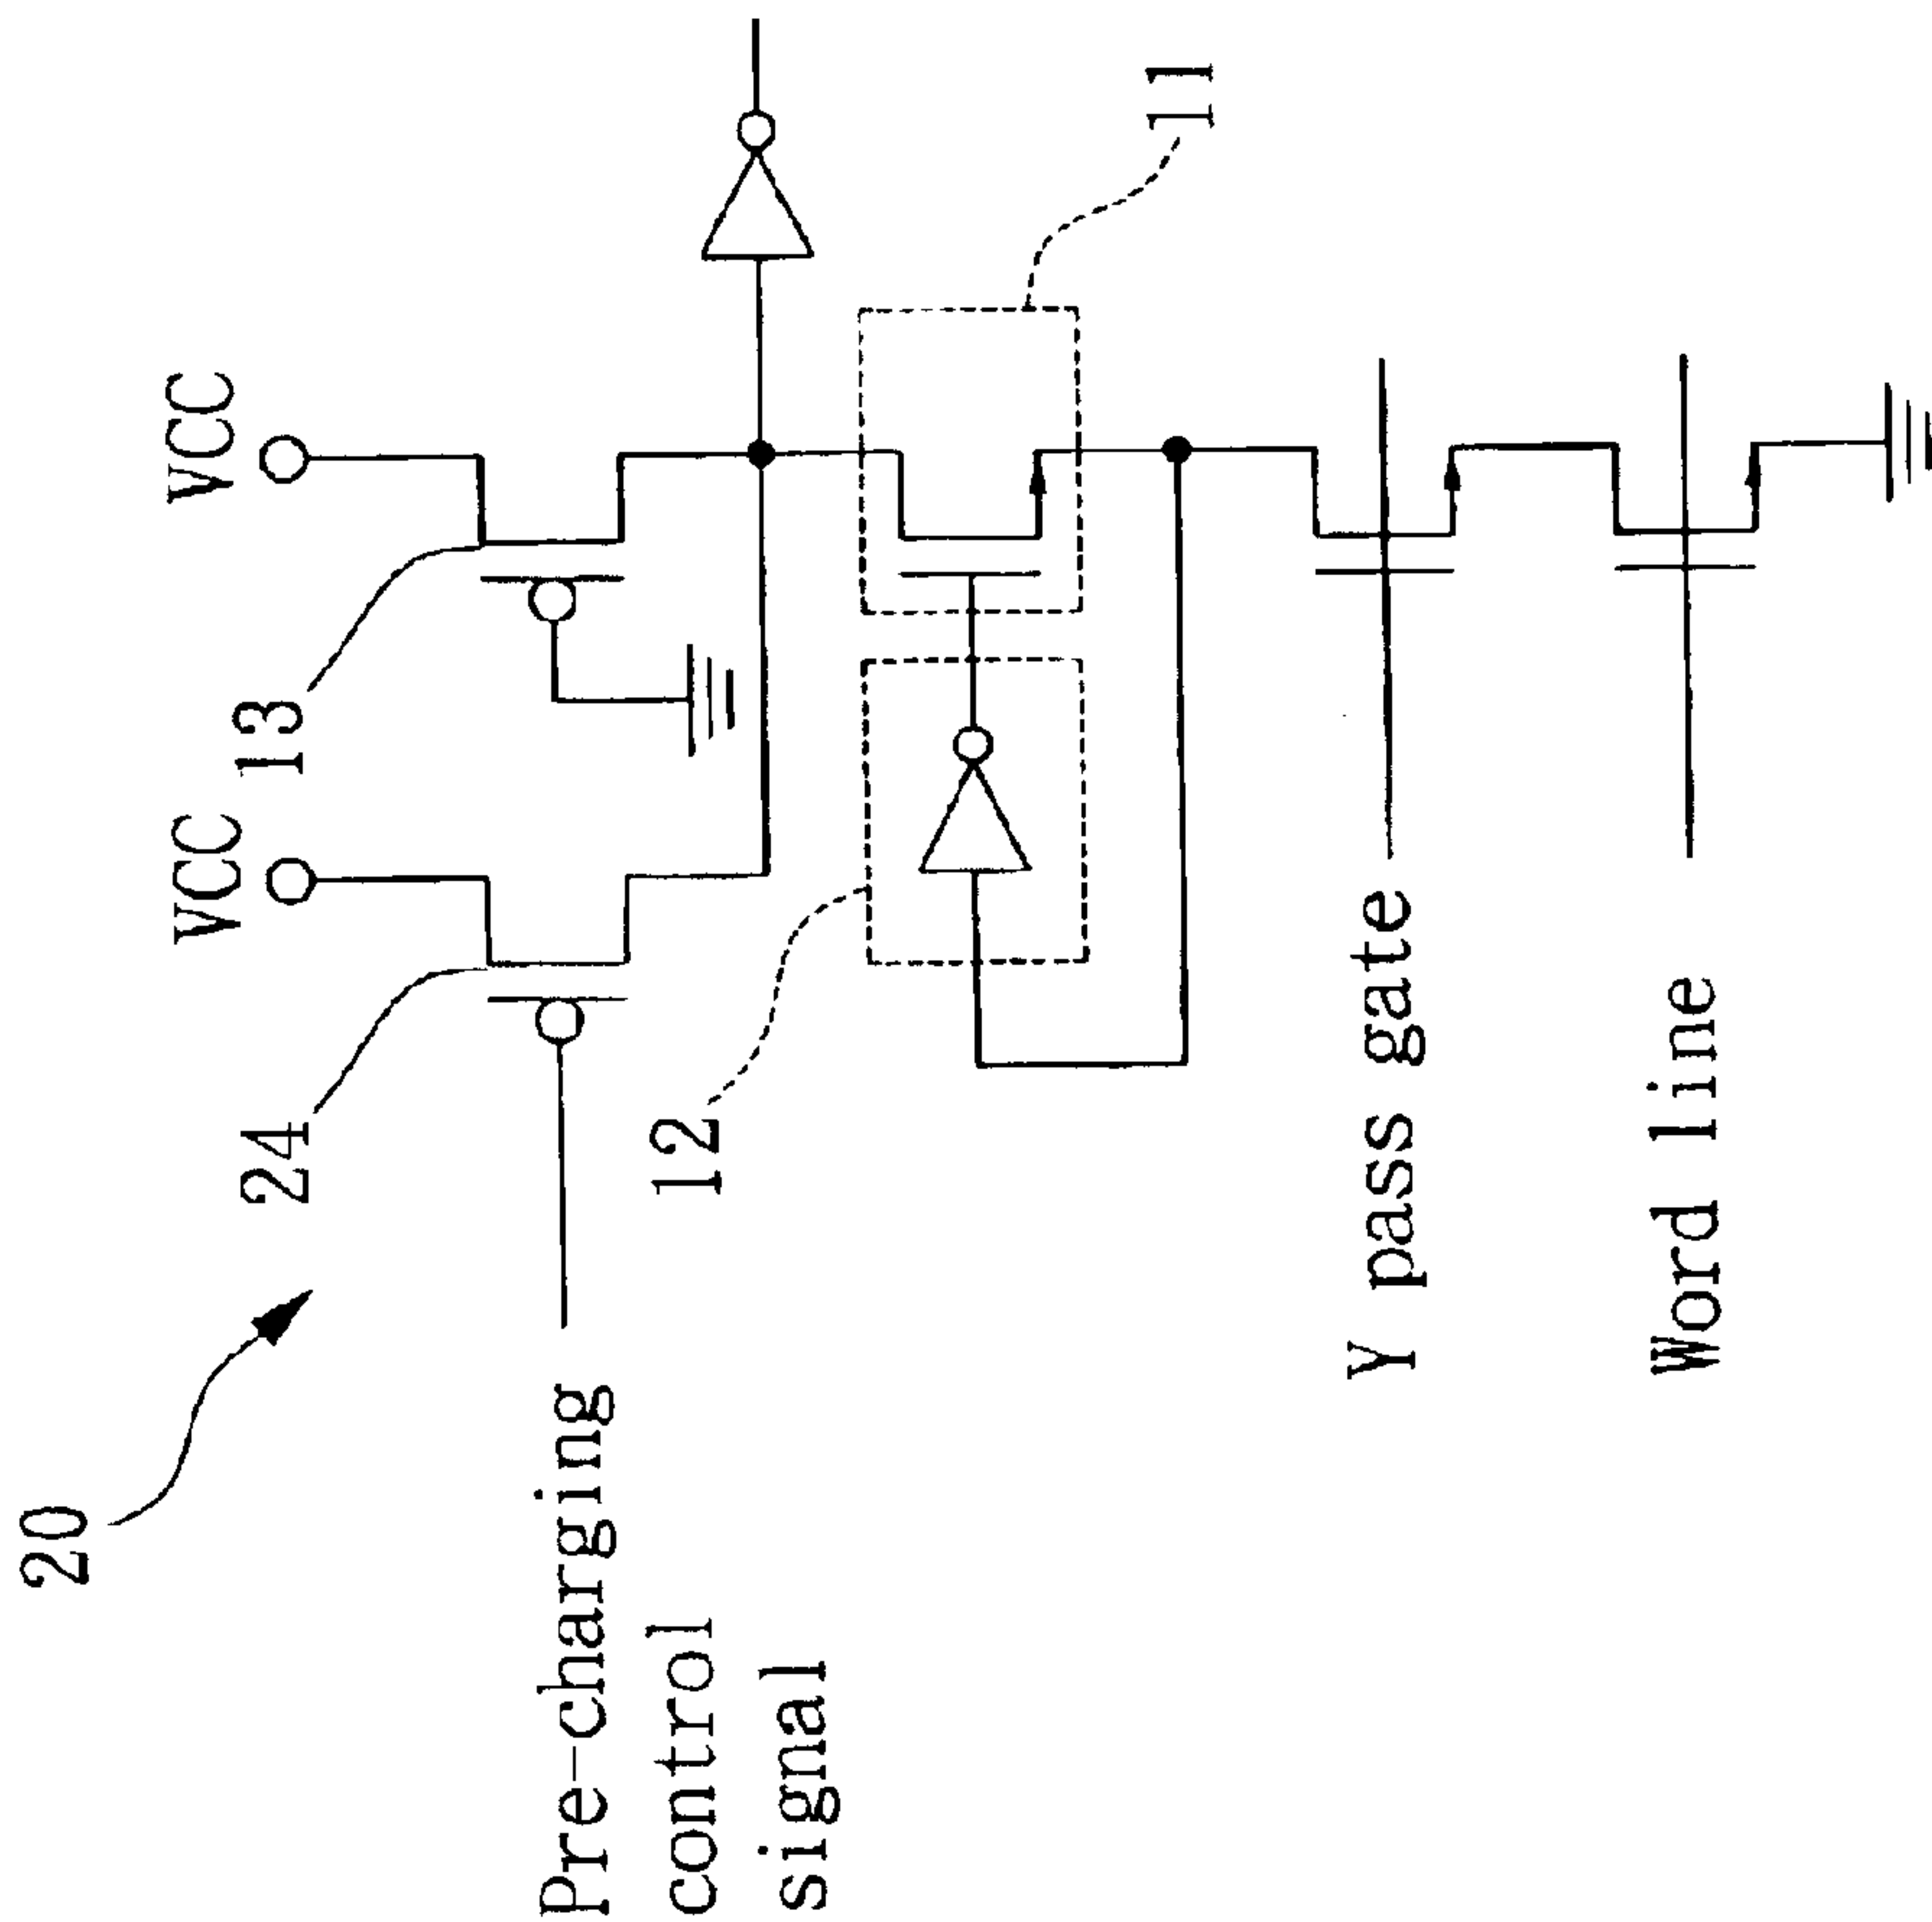 20
24
VCC
13
VCC
Pre-charging
control
signal
12
11
Y pass gate
Word line